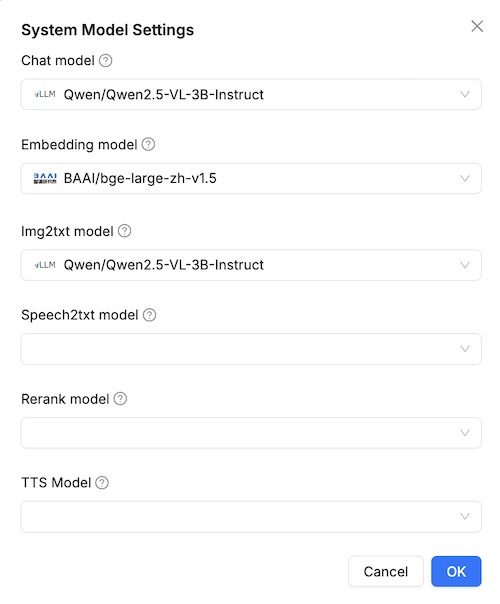 System Model Settings
Chat model
vLLM Qwen/Qwen2.5-VL-3B-Instruct
Embedding model
BAAI BAAI/bge-large-zh-v1.5
Img2txt model
vLLM Qwen/Qwen2.5-VL-3B-Instruct
Speech2txt model
Rerank model
TTS Model
Cancel OK